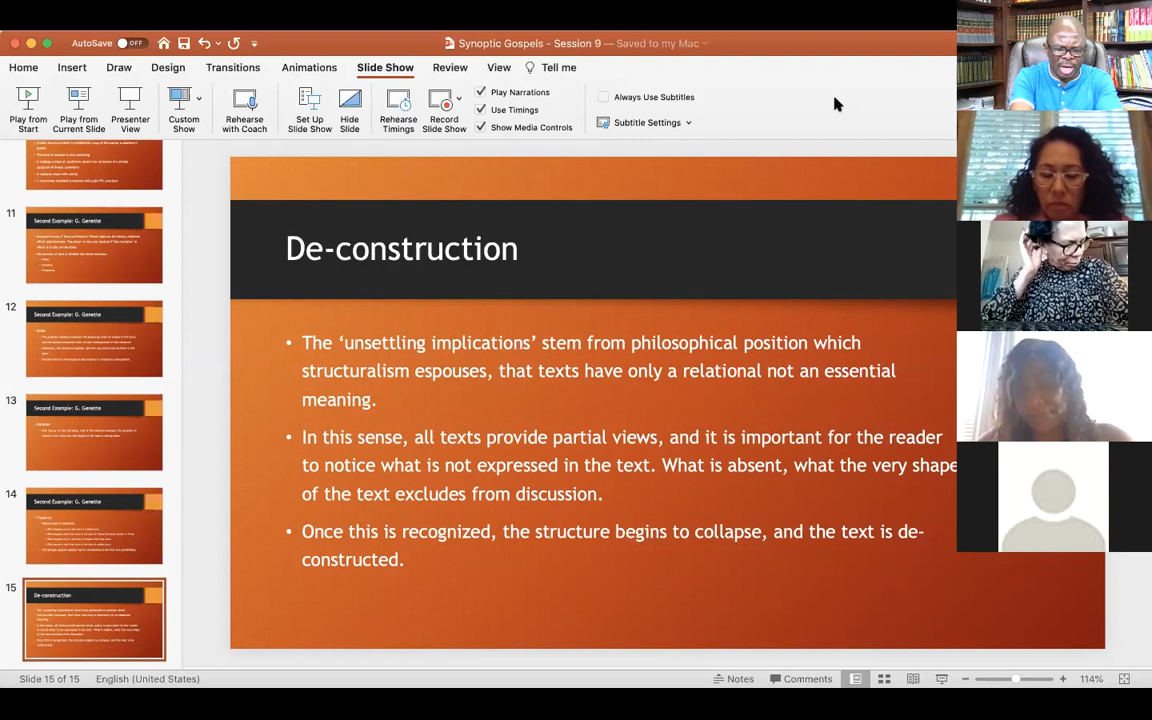 AutoSave OFF
Synoptic Gospels - Session 9 — Saved to my Mac
Home Insert Draw Design Transitions Animations Slide Show Review View Tell me
Play from Start
Play from Current Slide
Presenter View
Custom Show
Rehearse with Coach
Set Up Slide Show
Hide Slide
Rehearse Timings
Record Slide Show
Play Narrations
Use Timings
Show Media Controls
Always Use Subtitles
Subtitle Settings
11
Second Example: G. Genette
12
Second Example: G. Genette
13
Second Example: G. Genette
14
Second Example: G. Genette
15
De-construction
De-construction
• The ‘unsettling implications’ stem from philosophical position which
structuralism espouses, that texts have only a relational not an essential
meaning.
• In this sense, all texts provide partial views, and it is important for the reader
to notice what is not expressed in the text. What is absent, what the very shape
of the text excludes from discussion.
• Once this is recognized, the structure begins to collapse, and the text is de-
constructed.
Slide 15 of 15 English (United States) Notes Comments 114%